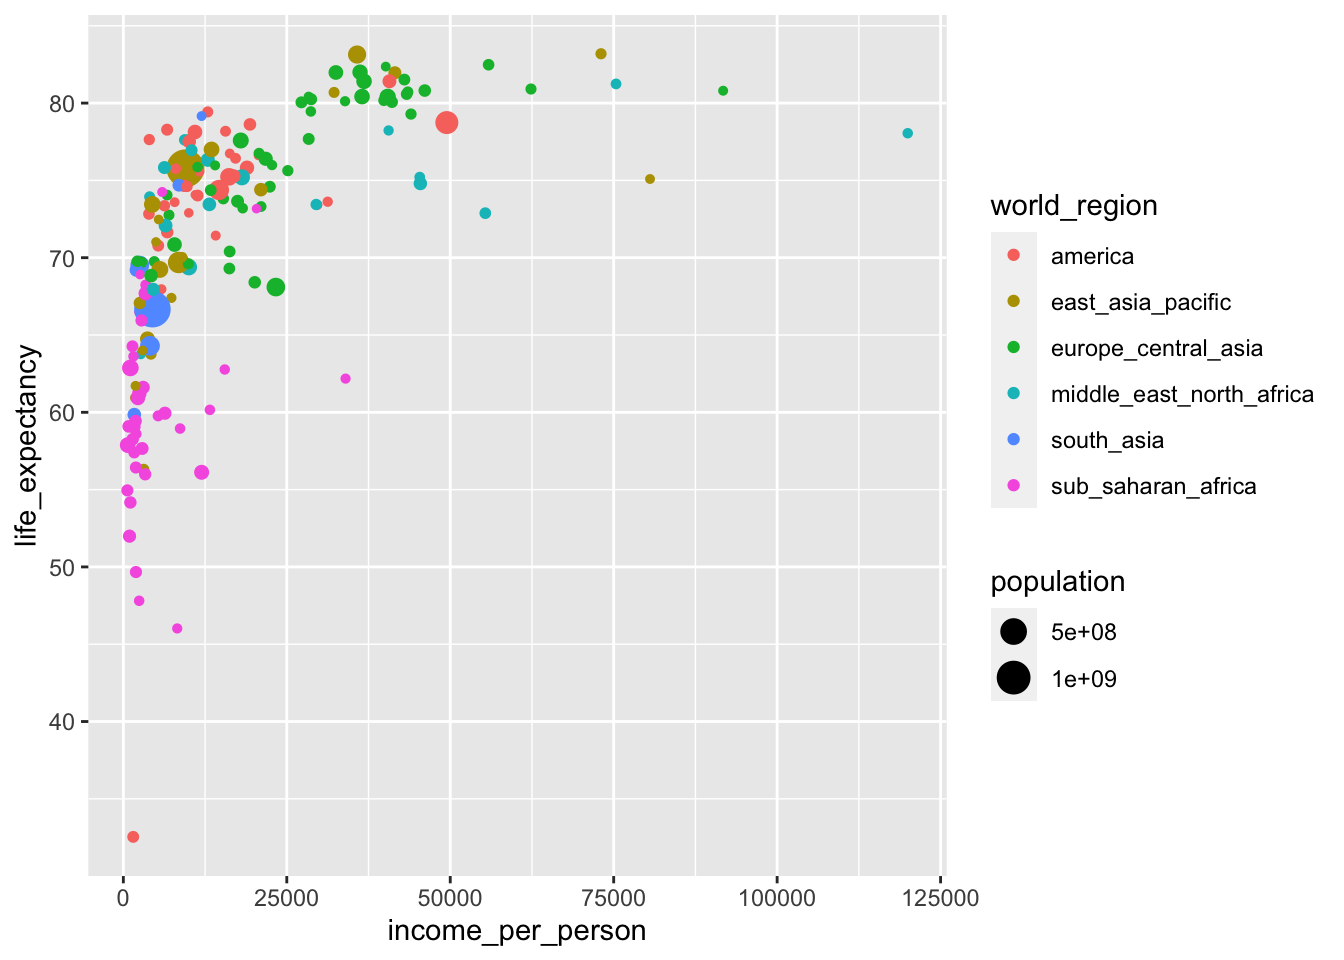 life_expectancy
80
70
60
50
40
0
25000
50000
75000
100000
125000
income_per_person
world_region
america
east_asia_pacific
europe_central_asia
middle_east_north_africa
south_asia
sub_saharan_africa
population
5e+08
1e+09